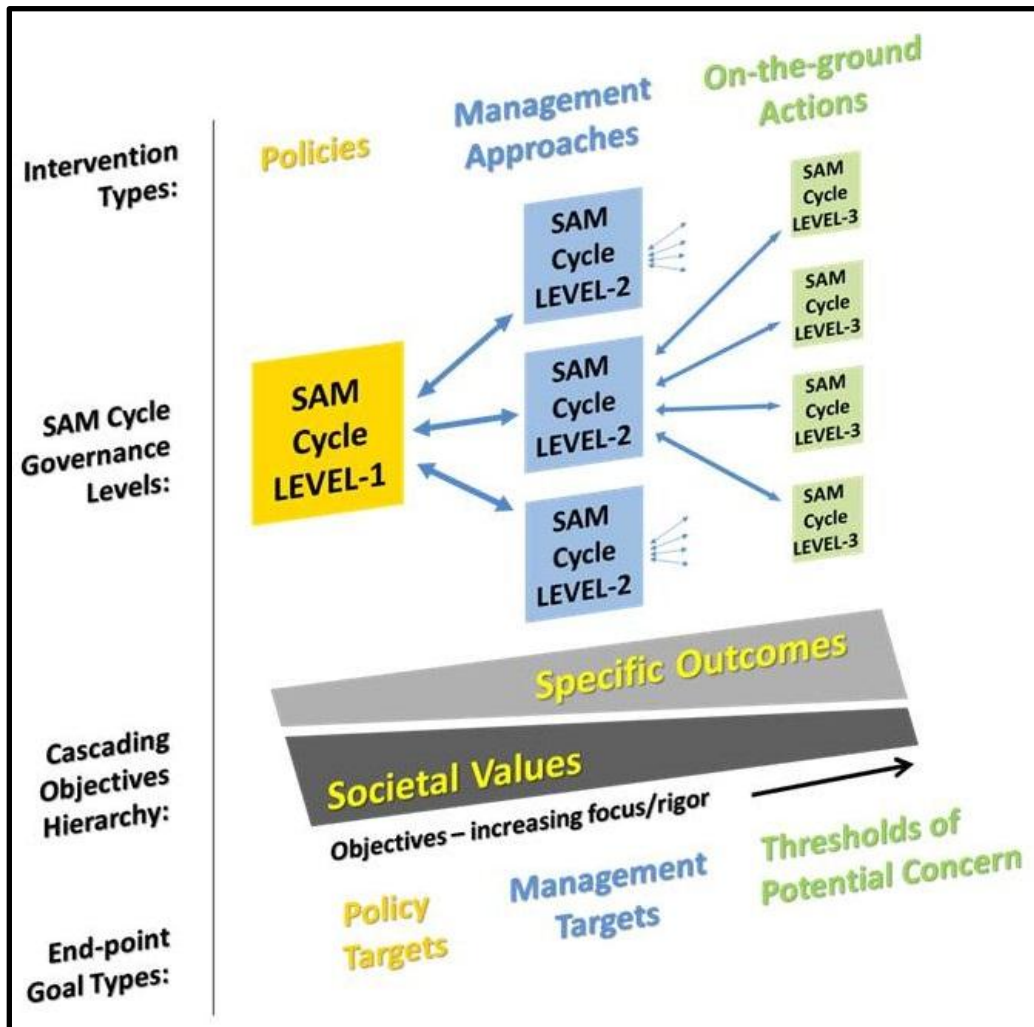 Intervention
Types:
Policies
Management
Approaches
On-the-ground
Actions
SAM Cycle
Governance
Levels:
SAM
Cycle
LEVEL-1
SAM
Cycle
LEVEL-2
SAM
Cycle
LEVEL-2
SAM
Cycle
LEVEL-2
SAM
Cycle
LEVEL-3
SAM
Cycle
LEVEL-3
SAM
Cycle
LEVEL-3
SAM
Cycle
LEVEL-3
Cascading
Objectives
Hierarchy:
Specific Outcomes
Societal Values
Objectives – increasing focus/rigor
End-point
Goal Types:
Policy
Targets
Management
Targets
Thresholds of
Potential Concern